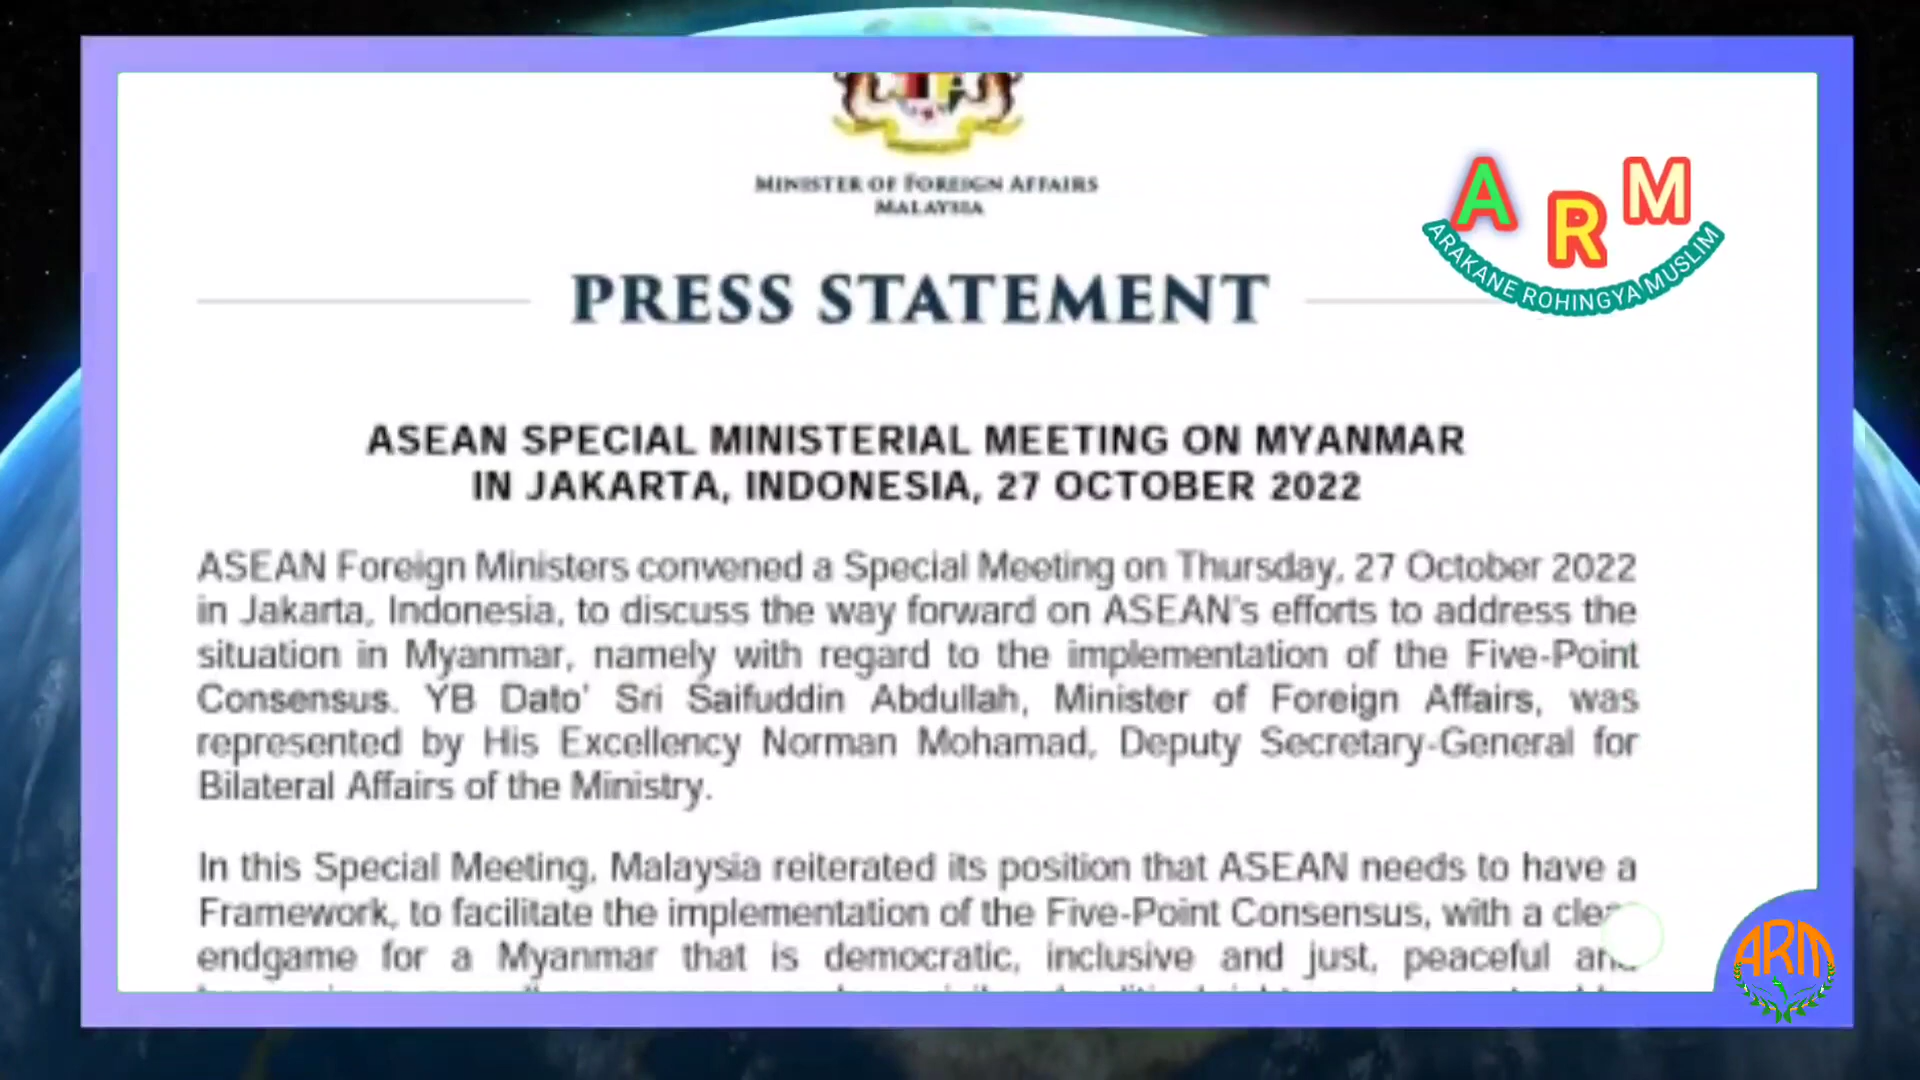 MINISTER OF FOREIGN AFFAIRS
MALAYSIA
A R M
ARAKANE ROHINGYA MUSLIM
PRESS STATEMENT
ASEAN SPECIAL MINISTERIAL MEETING ON MYANMAR
IN JAKARTA, INDONESIA, 27 OCTOBER 2022
ASEAN Foreign Ministers convened a Special Meeting on Thursday, 27 October 2022
in Jakarta, Indonesia, to discuss the way forward on ASEAN's efforts to address the
situation in Myanmar, namely with regard to the implementation of the Five-Point
Consensus. YB Dato' Sri Saifuddin Abdullah, Minister of Foreign Affairs, was
represented by His Excellency Norman Mohamad, Deputy Secretary-General for
Bilateral Affairs of the Ministry.
In this Special Meeting, Malaysia reiterated its position that ASEAN needs to have a
Framework, to facilitate the implementation of the Five-Point Consensus, with a
endgame for a Myanmar that is democratic, inclusive and just, peaceful and
ARM